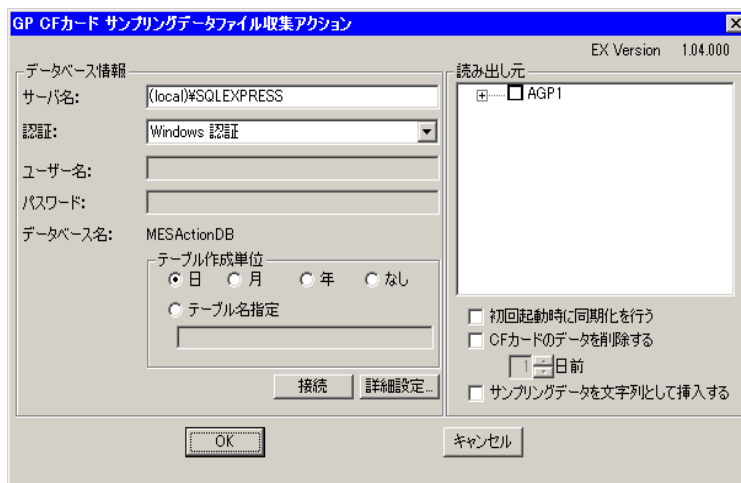 GP CFカード サンプリングデータファイル収集アクション
EX Version 1.04.000
データベース情報
サーバ名: (local)¥SQLEXPRESS
認証: Windows 認証
ユーザー名:
パスワード:
データベース名: MESActionDB
テーブル作成単位
日 月 年 なし
テーブル名指定
接続 詳細設定...
読み出し元
AGP1
初回起動時に同期化を行う
CFカードのデータを削除する
1 日前
サンプリングデータを文字列として挿入する
OK キャンセル